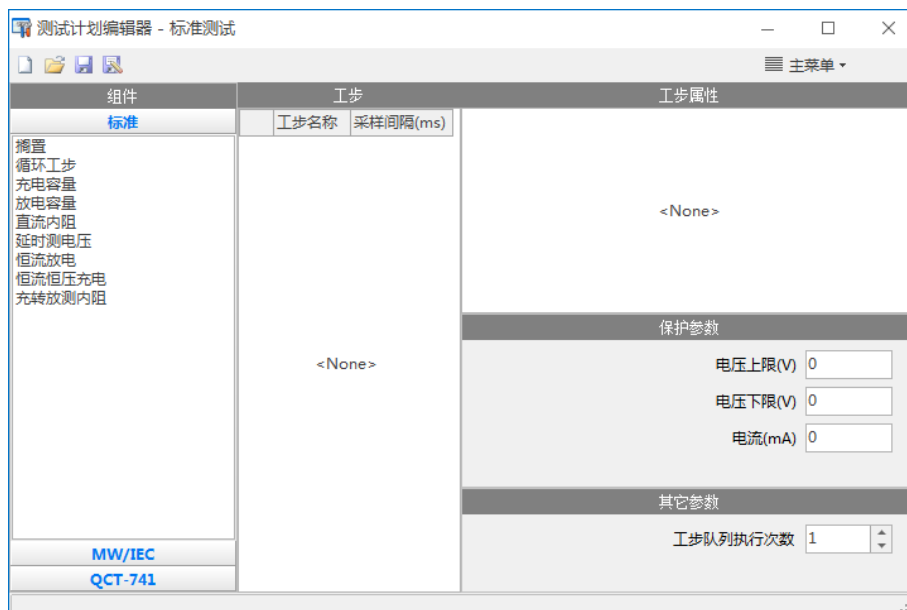 测试计划编辑器 - 标准测试
主菜单
组件
工步
工步属性
标准
工步名称
采样间隔(ms)
搁置
循环工步
充电容量
放电容量
直流内阻
延时测电压
恒流放电
恒流恒压充电
充转放测内阻
<None>
<None>
保护参数
电压上限(V) 0
电压下限(V) 0
电流(mA) 0
其它参数
工步队列执行次数 1
MW/IEC
QCT-741